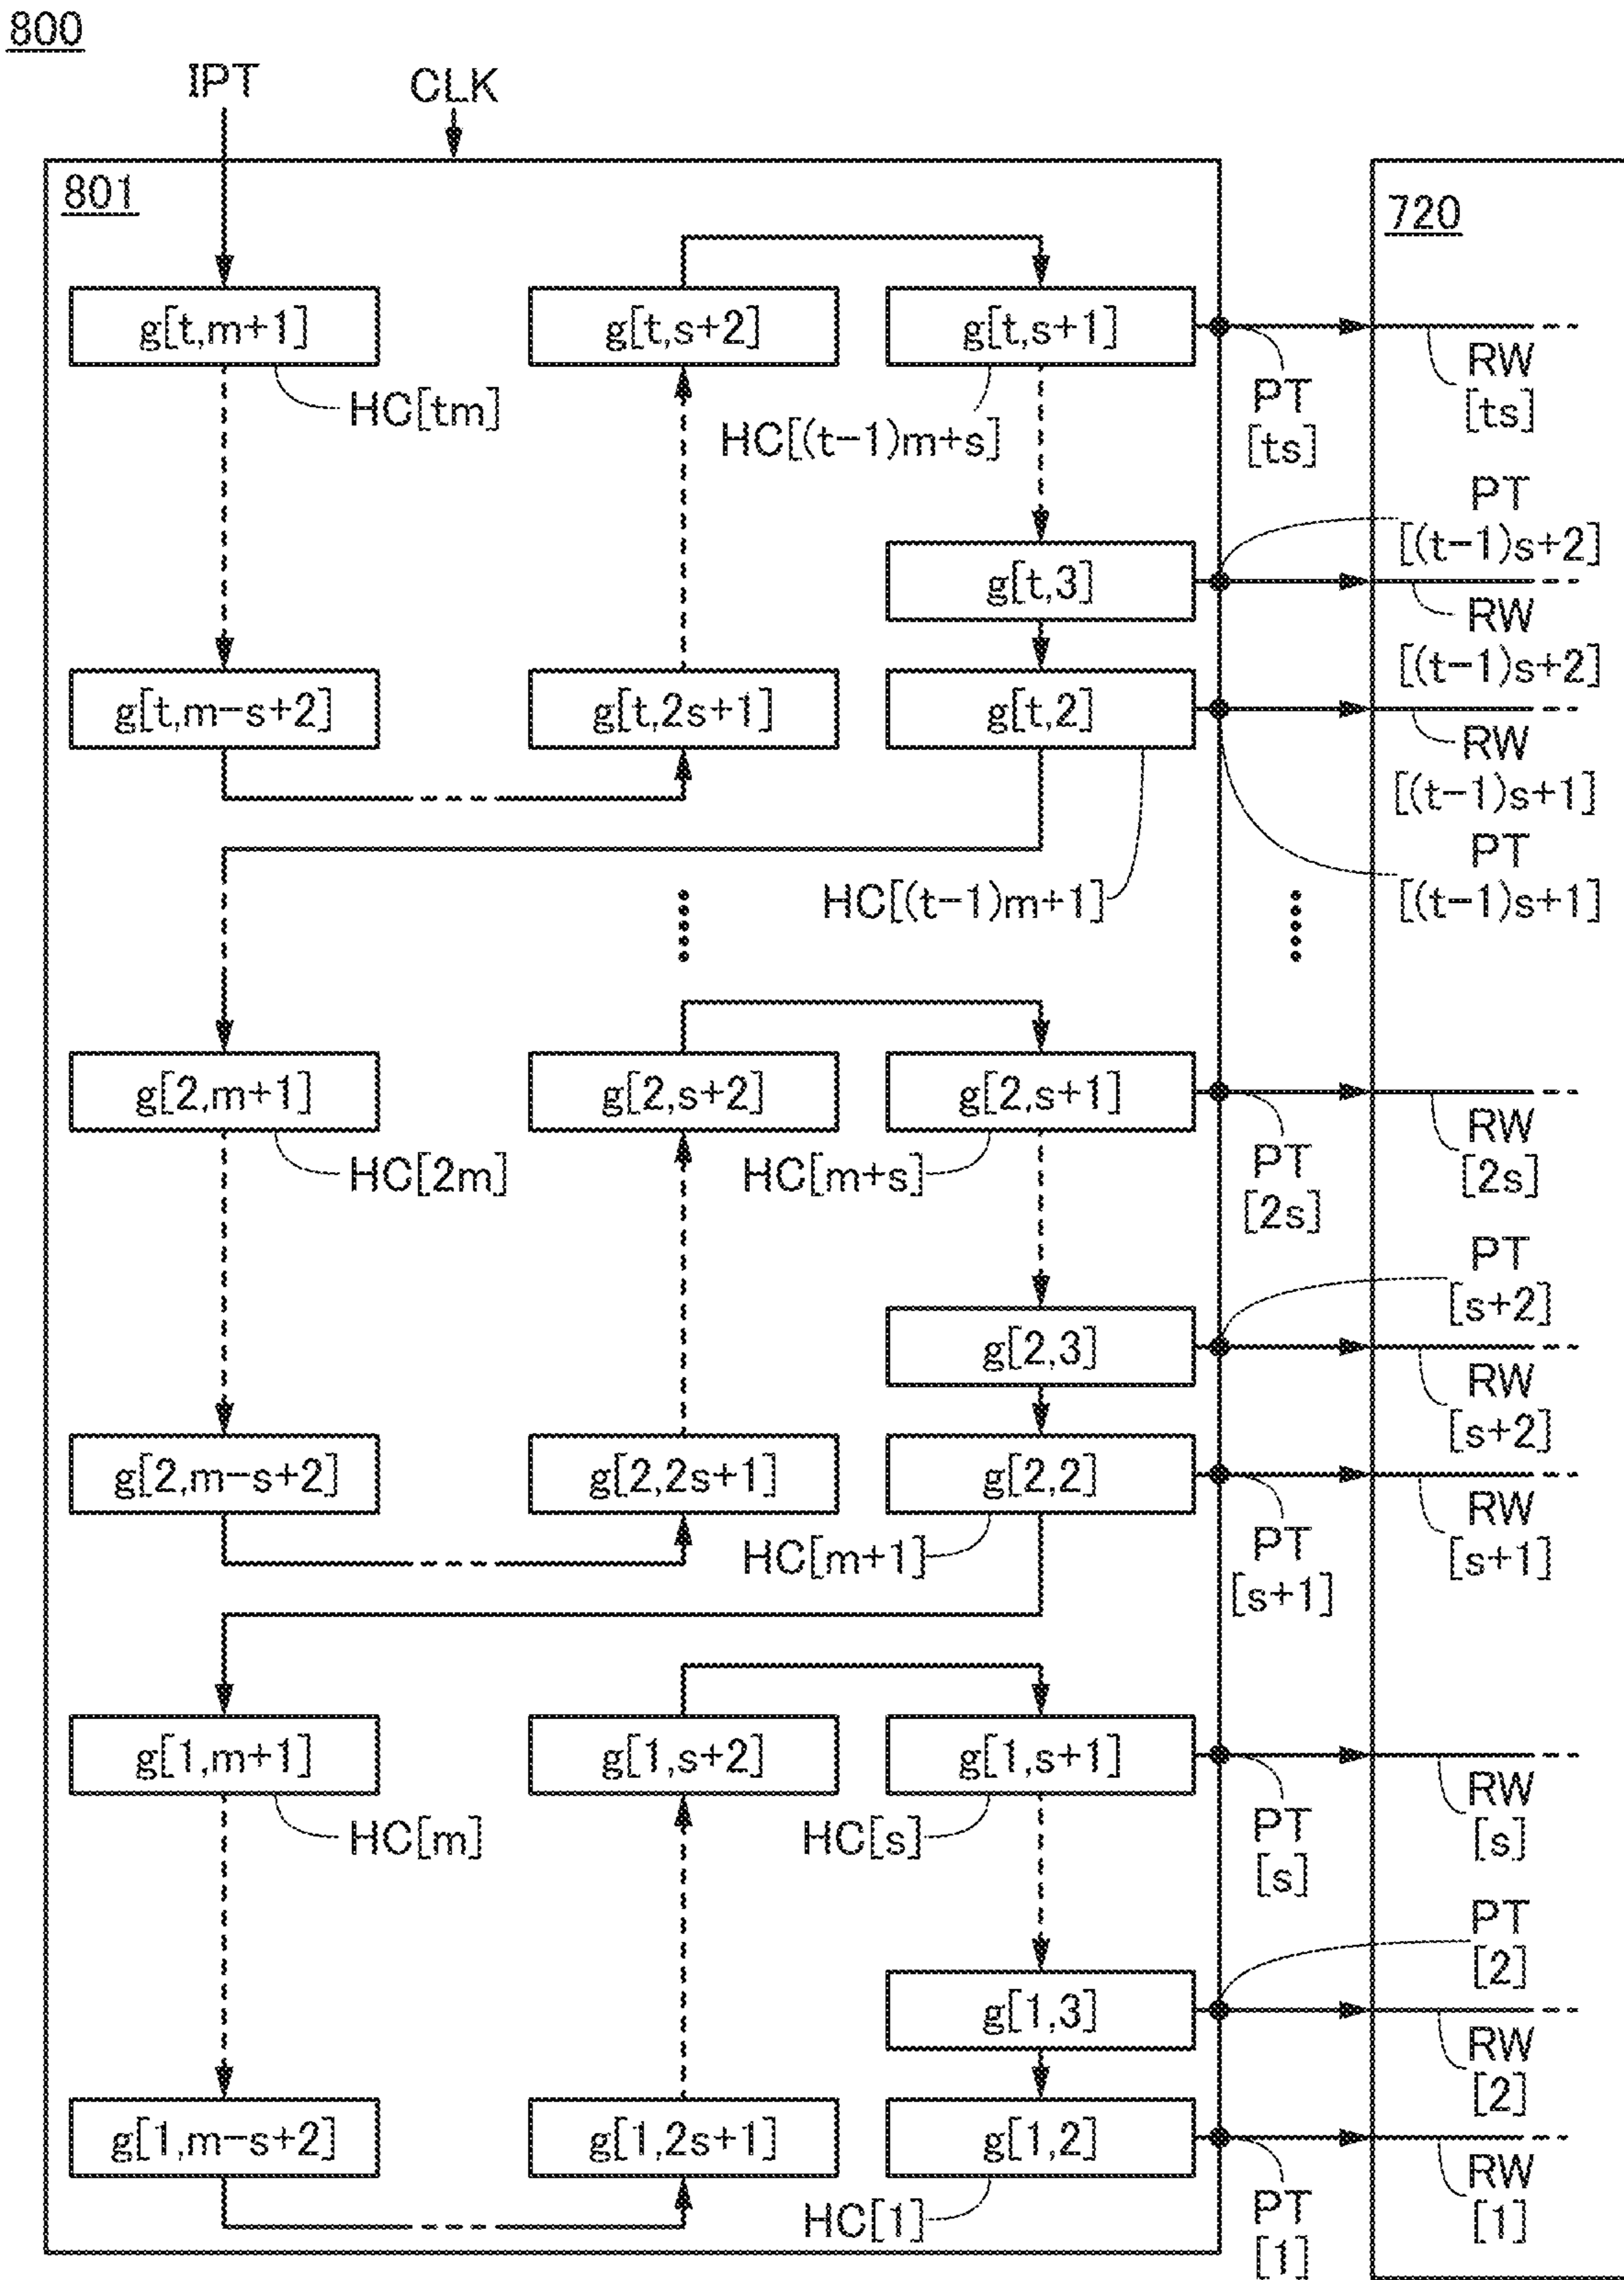 800
IPT
CLK
801
720
g[t,m+1]
g[t,s+2]
g[t,s+1]
HC[tm]
HC[(t-1)m+s]
PT
[ts]
RW
[ts]
PT
[(t-1)s+2]
g[t,3]
RW
[(t-1)s+2]
g[t,m-s+2]
g[t,2s+1]
g[t,2]
RW
[(t-1)s+1]
PT
[(t-1)s+1]
HC[(t-1)m+1]
g[2,m+1]
g[2,s+2]
g[2,s+1]
HC[2m]
HC[m+s]
PT
[2s]
RW
[2s]
PT
[s+2]
g[2,3]
RW
[s+2]
g[2,m-s+2]
g[2,2s+1]
g[2,2]
HC[m+1]
PT
[s+1]
RW
[s+1]
g[1,m+1]
g[1,s+2]
g[1,s+1]
HC[m]
HC[s]
PT
[s]
RW
[s]
PT
[2]
g[1,3]
RW
[2]
g[1,m-s+2]
g[1,2s+1]
g[1,2]
HC[1]
PT
[1]
RW
[1]